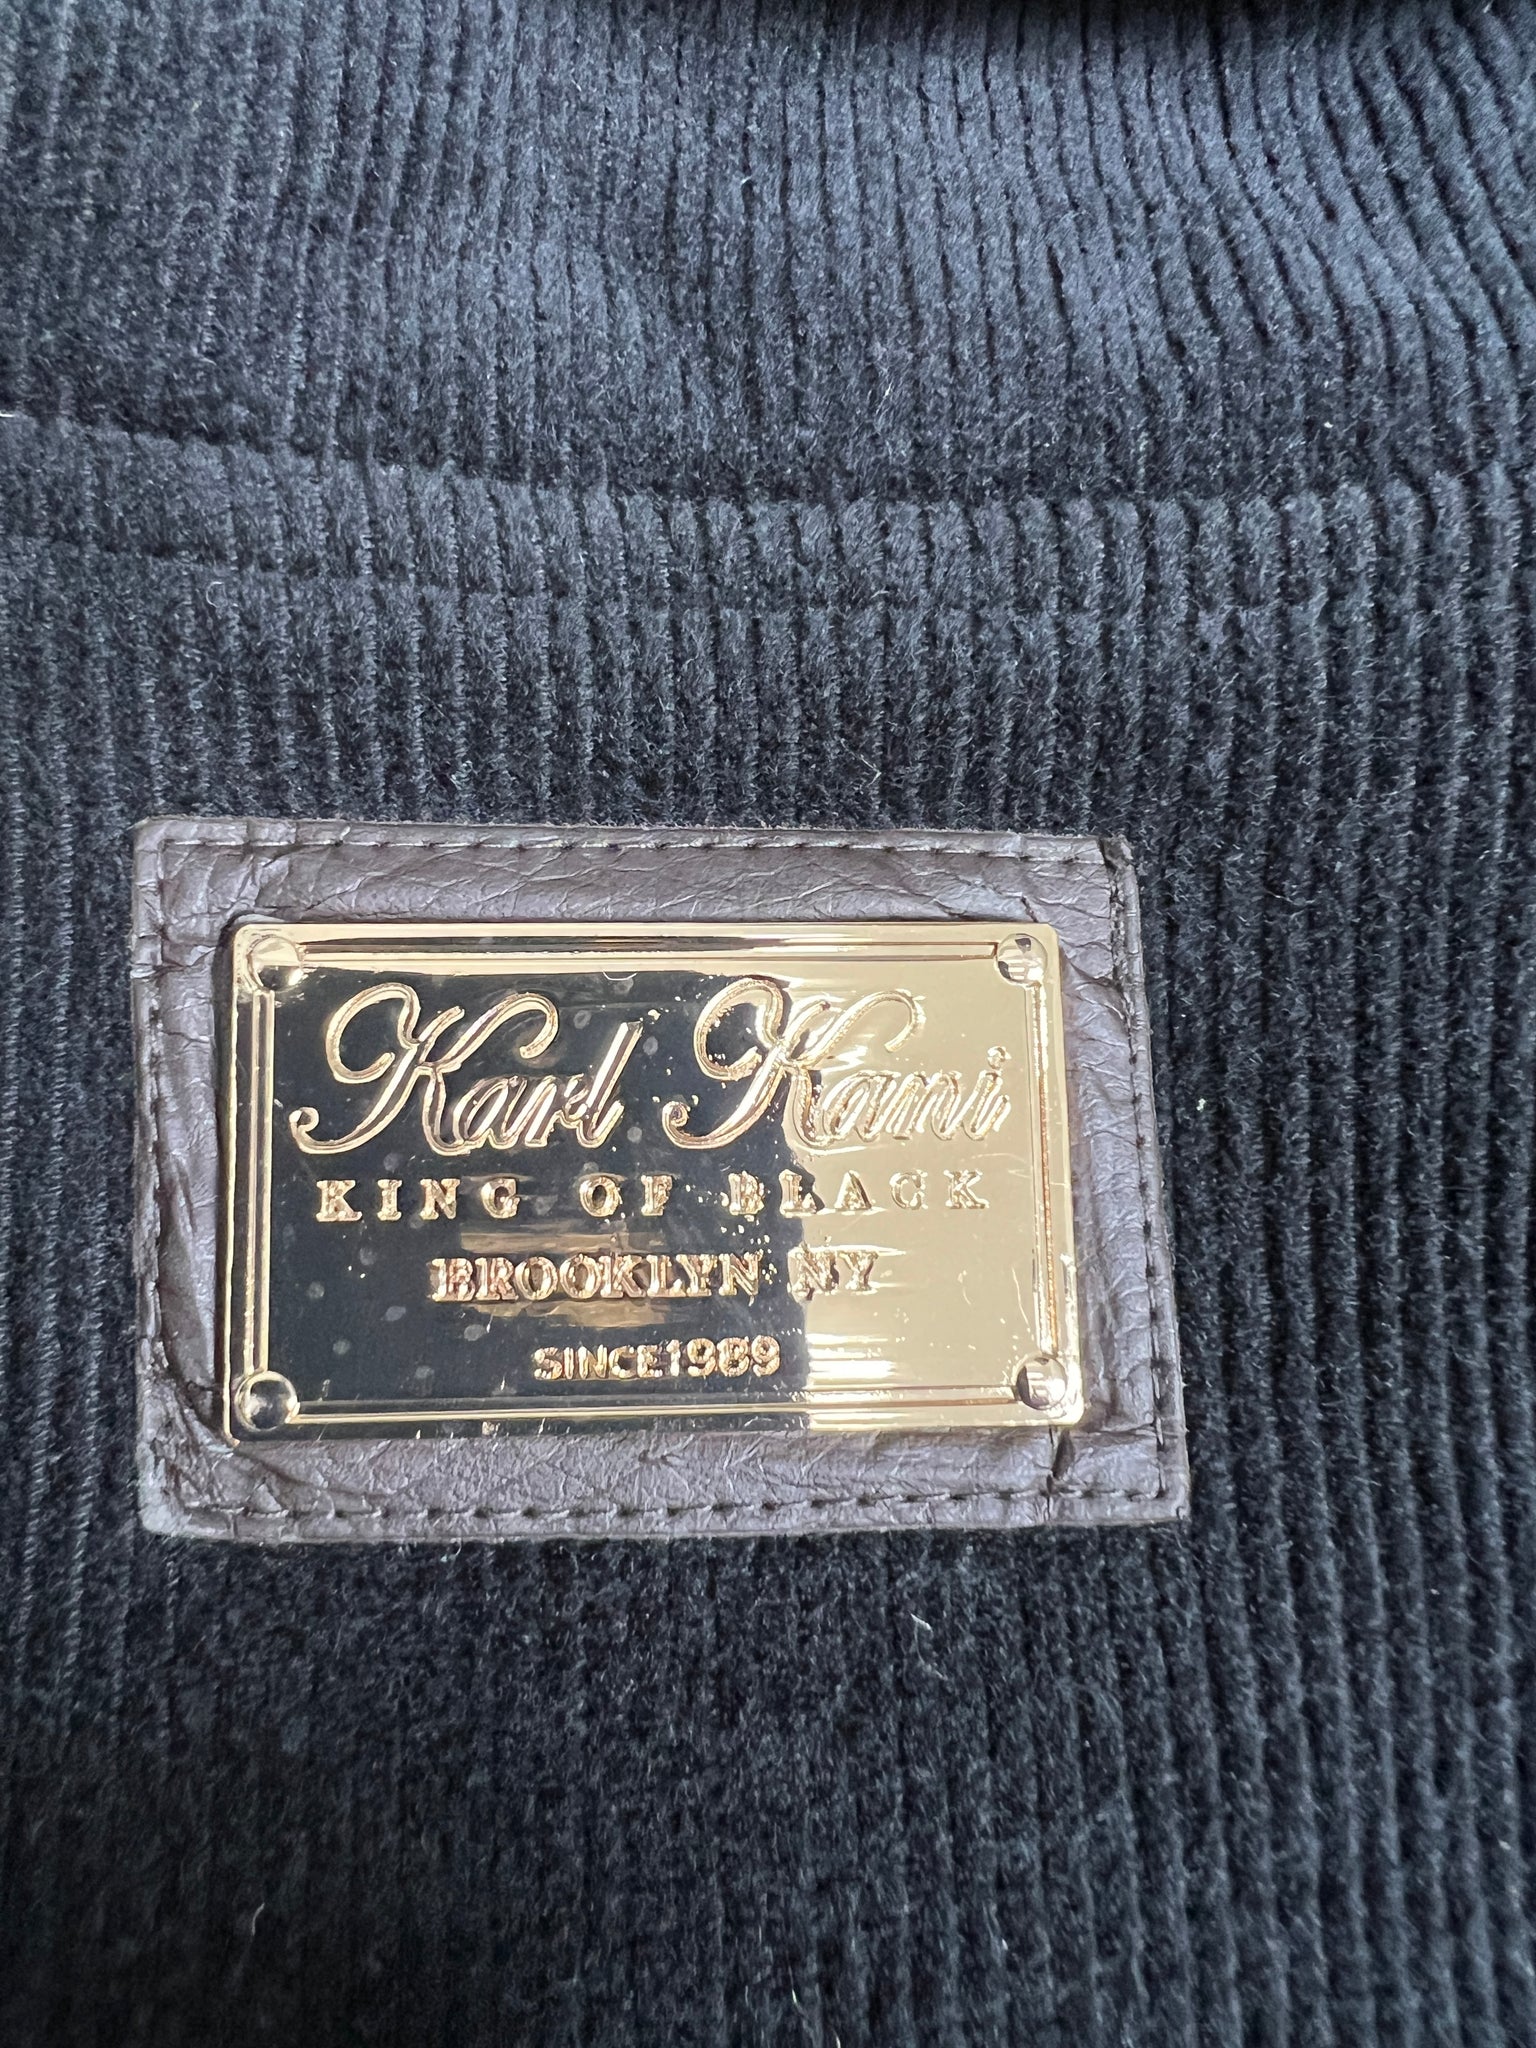 Karl Kani
KING OF BLACK
BROOKLYN NY
SINCE1989